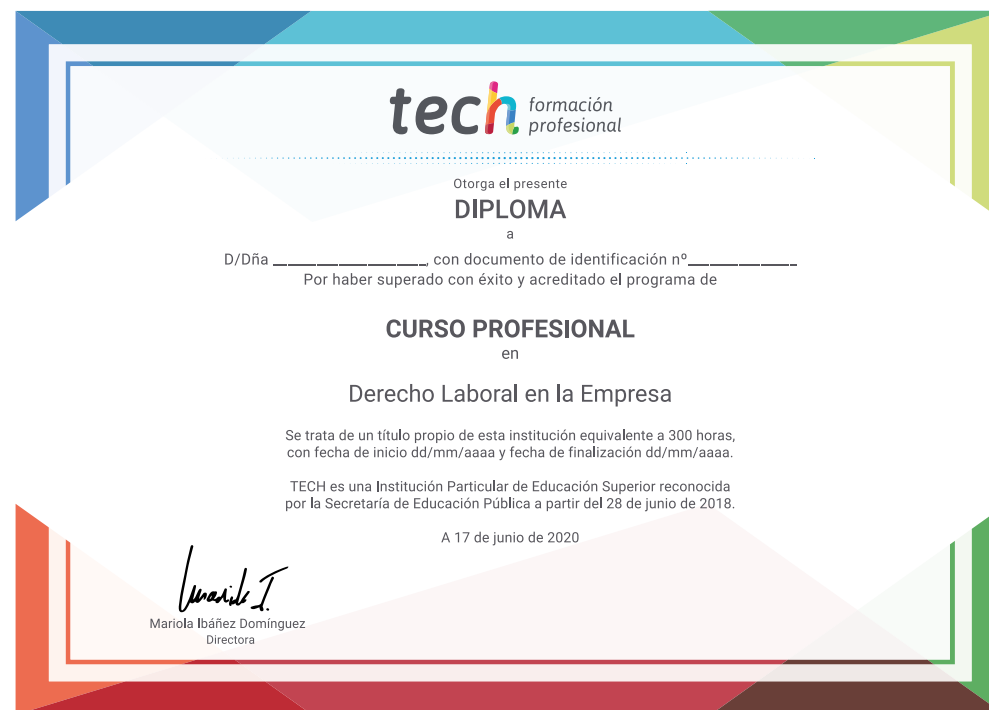 tech formación
profesional
Otorga el presente
DIPLOMA
a
D/Dña ______________, con documento de identificación nº__________
Por haber superado con éxito y acreditado el programa de
CURSO PROFESIONAL
en
Derecho Laboral en la Empresa
Se trata de un título propio de esta institución equivalente a 300 horas,
con fecha de inicio dd/mm/aaaa y fecha de finalización dd/mm/aaaa.
TECH es una Institución Particular de Educación Superior reconocida
por la Secretaría de Educación Pública a partir del 28 de junio de 2018.
A 17 de junio de 2020
Mariola Ibáñez Domínguez
Directora